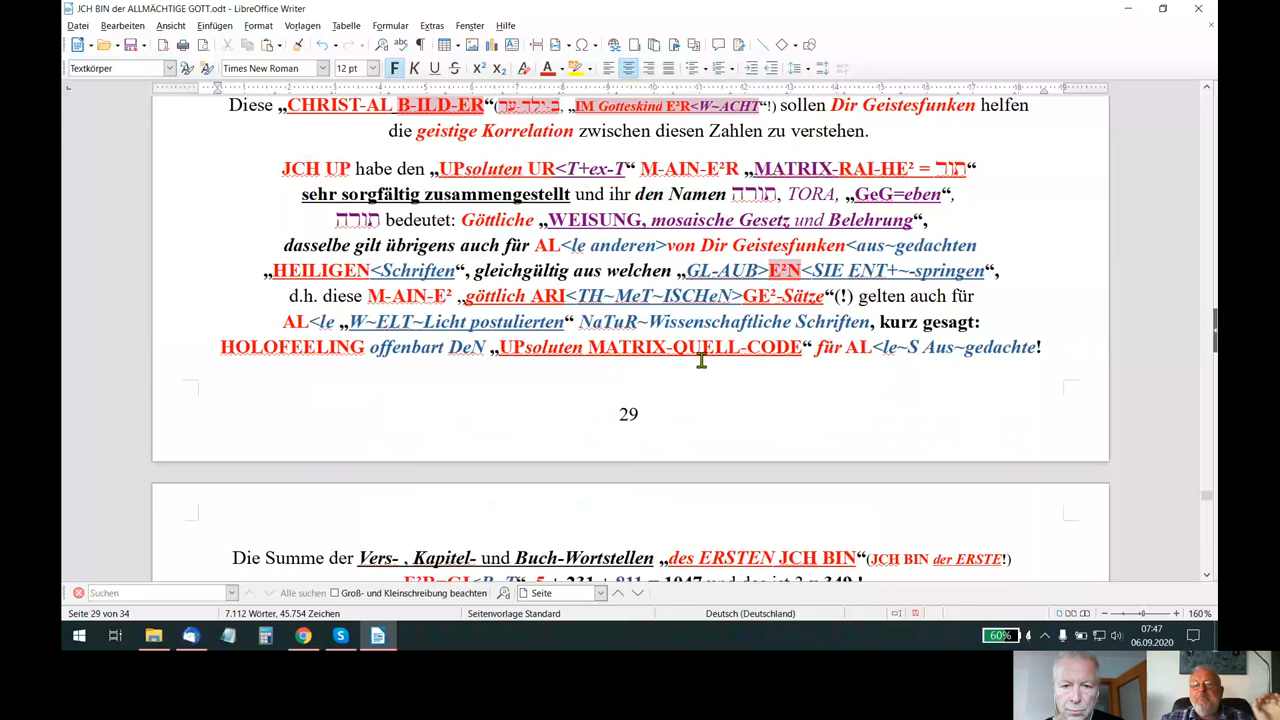 JCH BIN der ALLMÄCHTIGE GOTT.odt - LibreOffice Writer
Datei Bearbeiten Ansicht Einfügen Format Vorlagen Tabelle Formular Extras Fenster Hilfe
Textkörper Times New Roman 12 pt F K U S X² X₂
Diese „CHRIST-AL B-ILD-ER“(ב-ילד-ער, „IM Gotteskind E²R<W~ACHT“!) sollen Dir Geistesfunken helfen
die geistige Korrelation zwischen diesen Zahlen zu verstehen.
JCH UP habe den „UPsoluten UR<T+ex-T“ M-AIN-E²R „MATRIX-RAI-HE² = תור“
sehr sorgfältig zusammengestellt und ihr den Namen תורה, TORA, „GeG=eben“,
תורה bedeutet: Göttliche „WEISUNG, mosaische Gesetz und Belehrung“,
dasselbe gilt übrigens auch für AL<le anderen>von Dir Geistesfunken<aus~gedachten
„HEILIGEN<Schriften“, gleichgültig aus welchen „GL-AUB>E²N<SIE ENT+~-springen“,
d.h. diese M-AIN-E² „göttlich ARI<TH~MeT~ISCHeN>GE²-Sätze“(!) gelten auch für
AL<le „W~ELT~Licht postulierten“ NaTuR~Wissenschaftliche Schriften, kurz gesagt:
HOLOFEELING offenbart DeN „UPsoluten MATRIX-QUELL-CODE“ für AL<le~S Aus~gedachte!
29
Die Summe der Vers- , Kapitel- und Buch-Wortstellen „des ERSTEN JCH BIN“(JCH BIN der ERSTE!)
Suchen Alle suchen Groß- und Kleinschreibung beachten Seite
Seite 29 von 34 7.112 Wörter, 45.754 Zeichen Seitenvorlage Standard Deutsch (Deutschland) 160 %
60% 07:47
06.09.2020